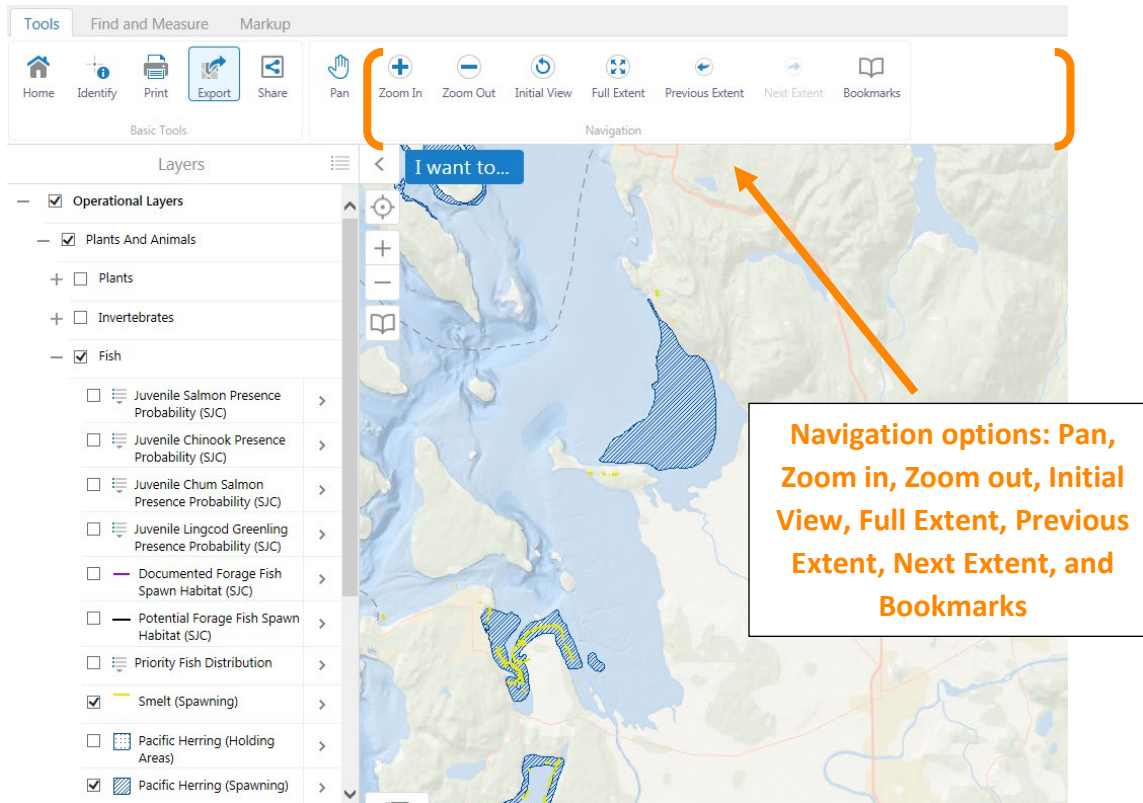 Tools Find and Measure Markup
Home Identify Print Export Share Pan Zoom In Zoom Out Initial View Full Extent Previous Extent Next Extent Bookmarks
Basic Tools Navigation
Layers
I want to...
Operational Layers
Plants And Animals
Plants
Invertebrates
Fish
Juvenile Salmon Presence
Probability (SJC)
Juvenile Chinook Presence
Probability (SJC)
Juvenile Chum Salmon
Presence Probability (SJC)
Juvenile Lingcod Greenling
Presence Probability (SJC)
Documented Forage Fish
Spawn Habitat (SJC)
Potential Forage Fish Spawn
Habitat (SJC)
Priority Fish Distribution
Smelt (Spawning)
Pacific Herring (Holding
Areas)
Pacific Herring (Spawning)
Navigation options: Pan,
Zoom in, Zoom out, Initial
View, Full Extent, Previous
Extent, Next Extent, and
Bookmarks